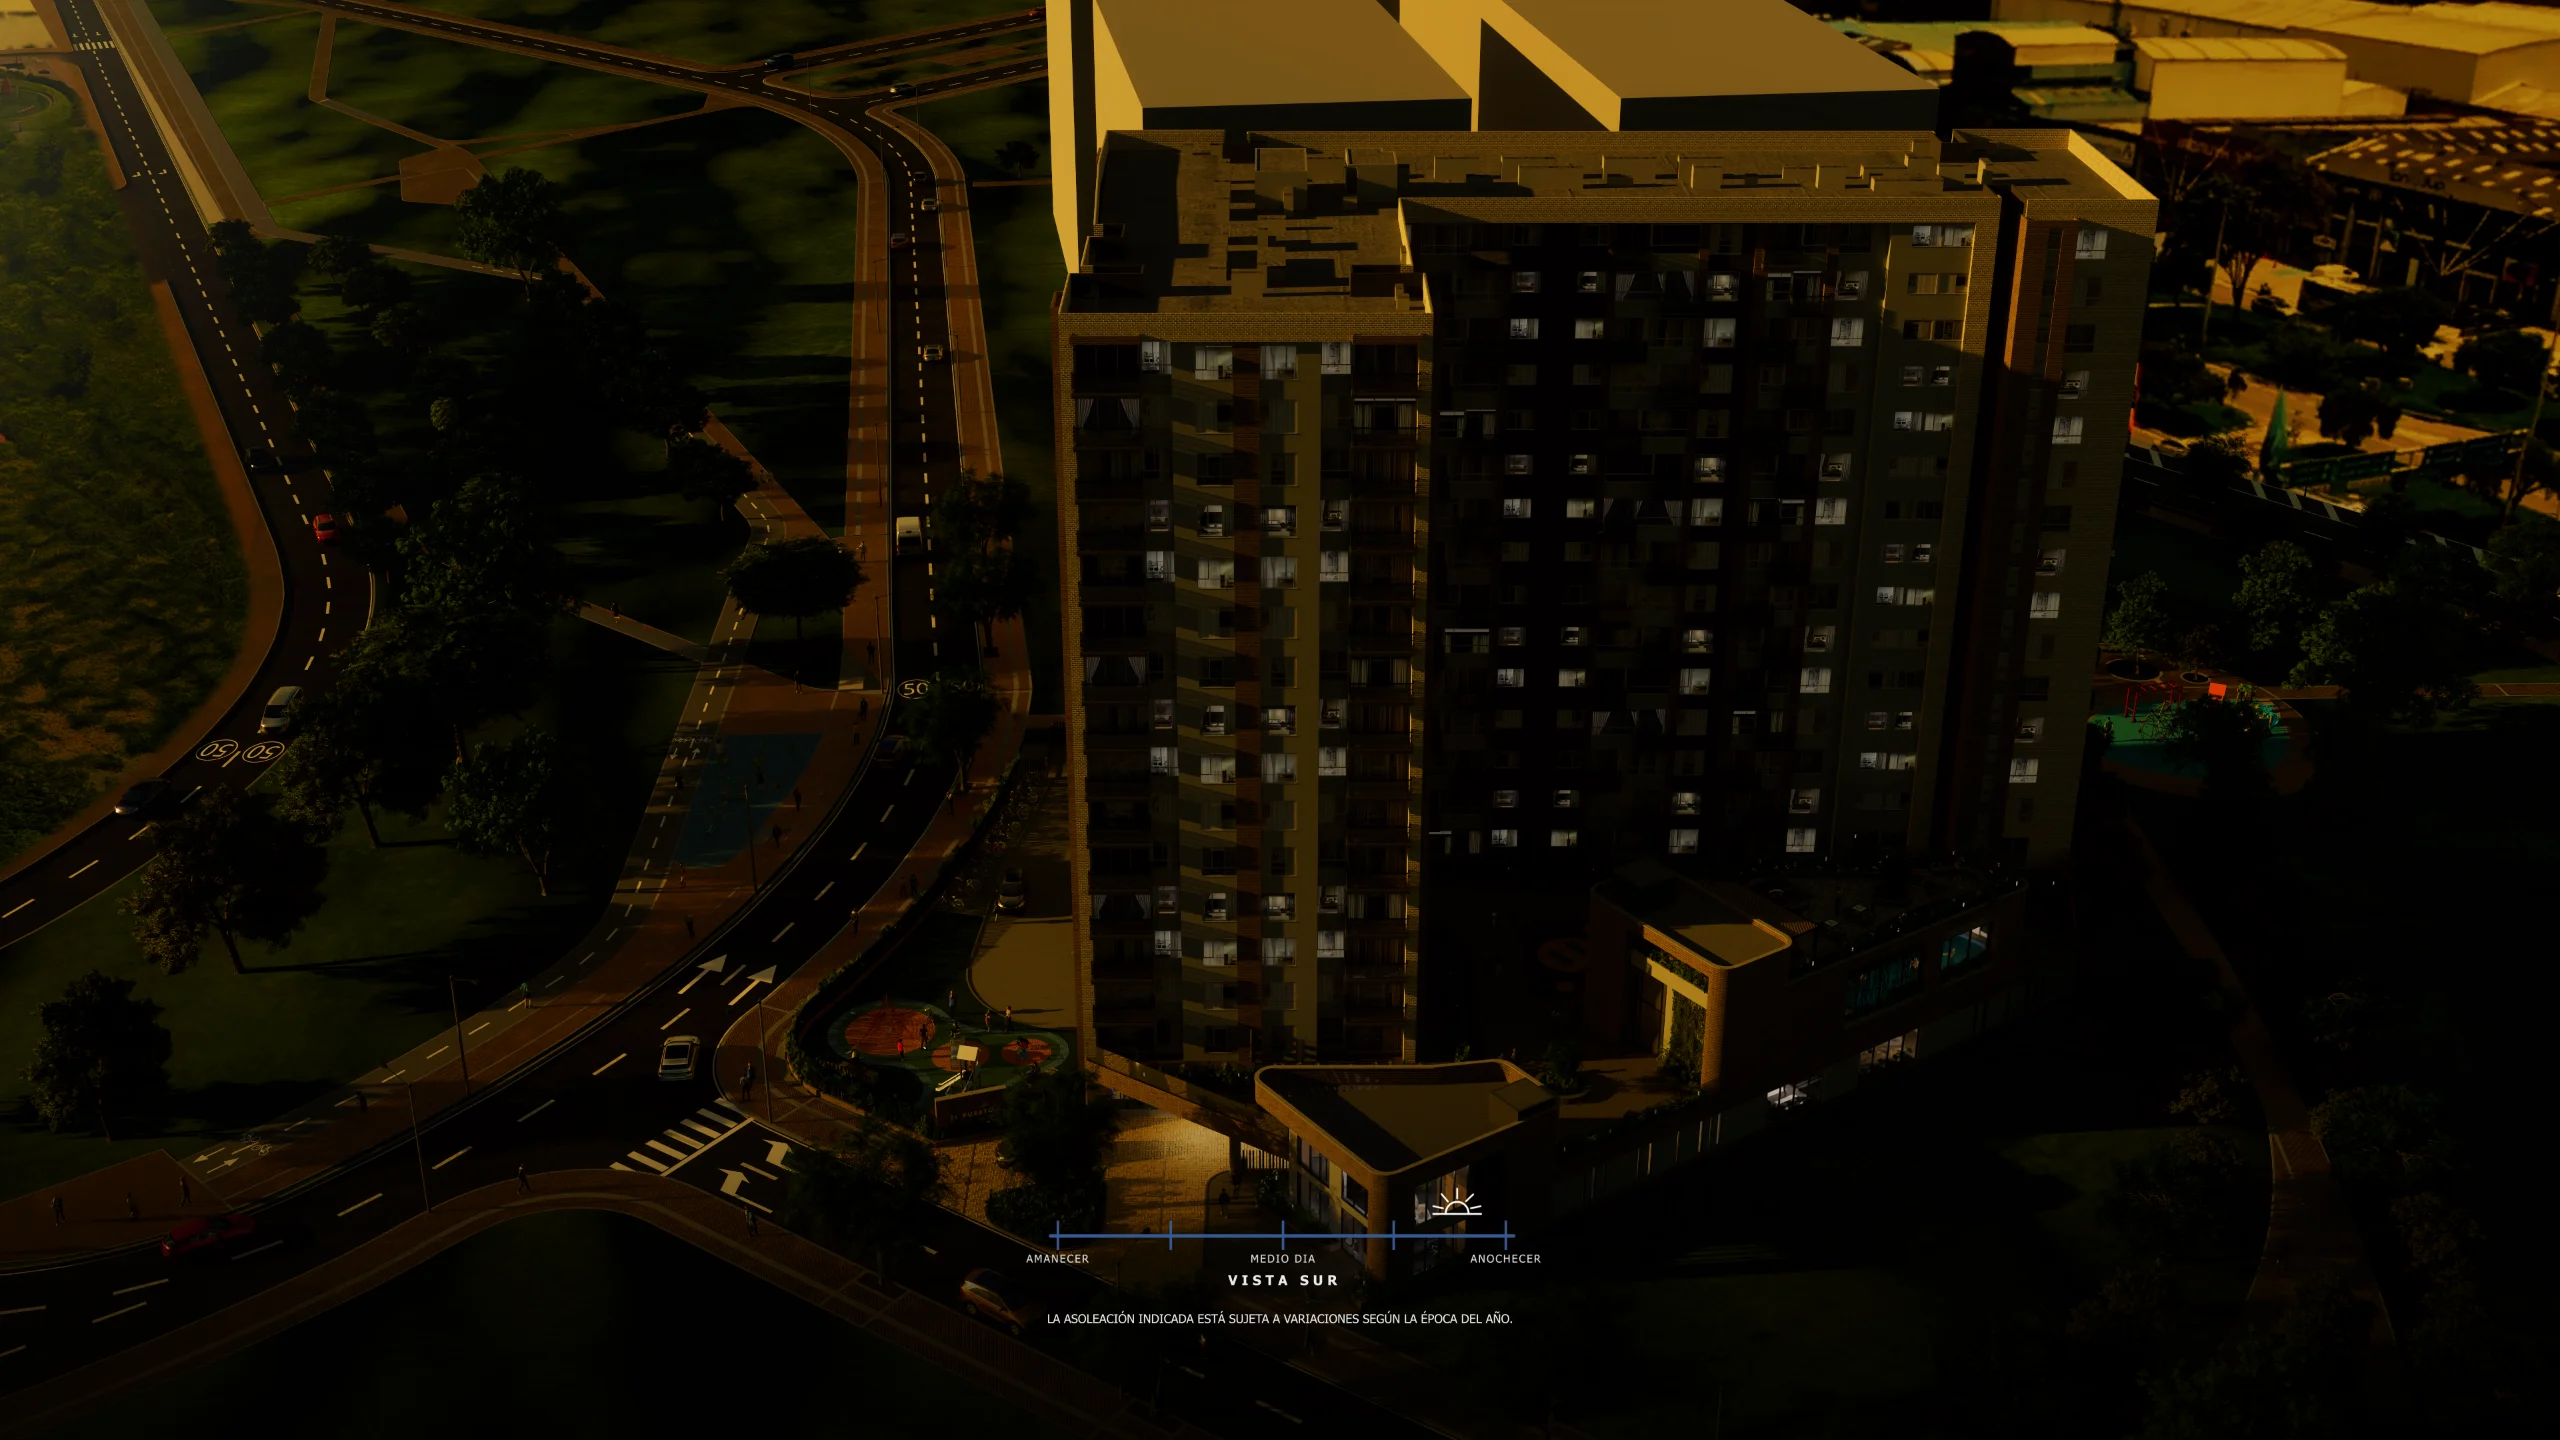 50
50/50
AMANECER MEDIO DIA ANOCHECER
VISTA SUR
LA ASOLEACIÓN INDICADA ESTÁ SUJETA A VARIACIONES SEGÚN LA ÉPOCA DEL AÑO.